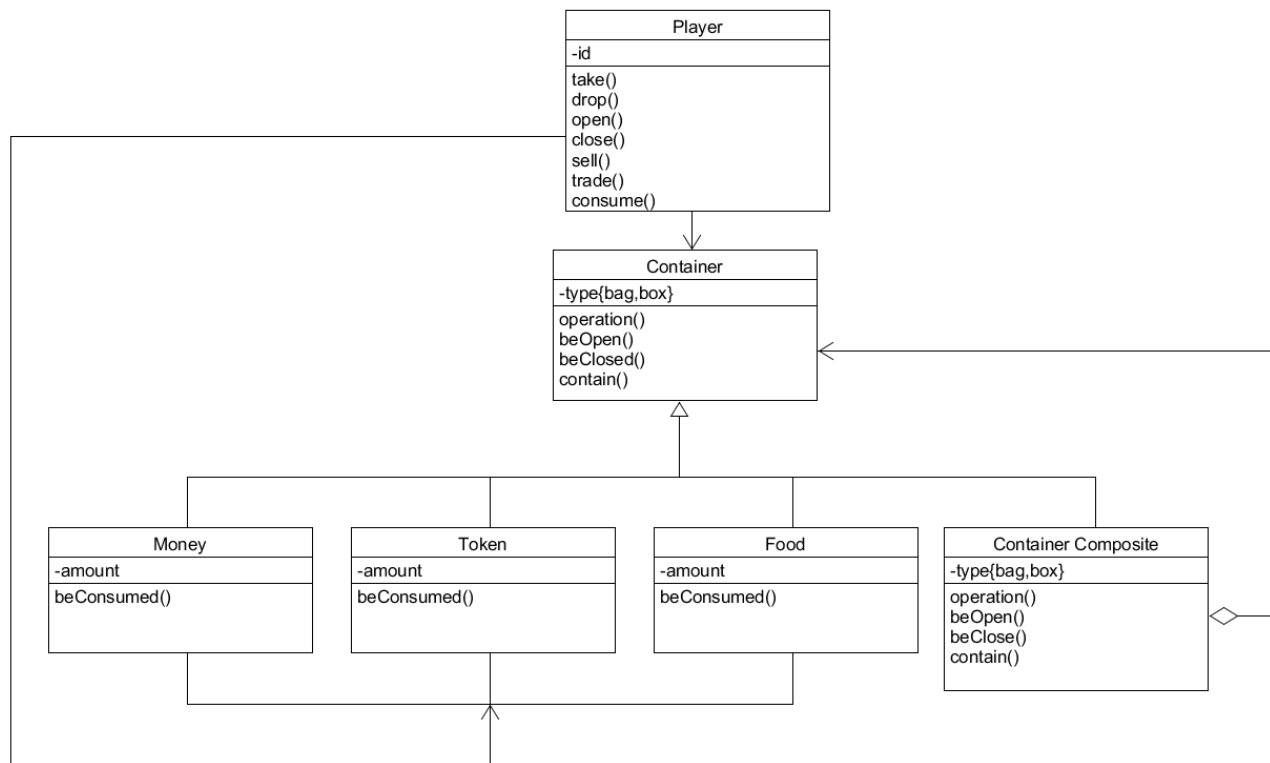 Player
-id
take()
drop()
open()
close()
sell()
trade()
consume()
Container
-type{bag,box}
operation()
beOpen()
beClosed()
contain()
Money
-amount
beConsumed()
Token
-amount
beConsumed()
Food
-amount
beConsumed()
Container Composite
-type{bag,box}
operation()
beOpen()
beClose()
contain()